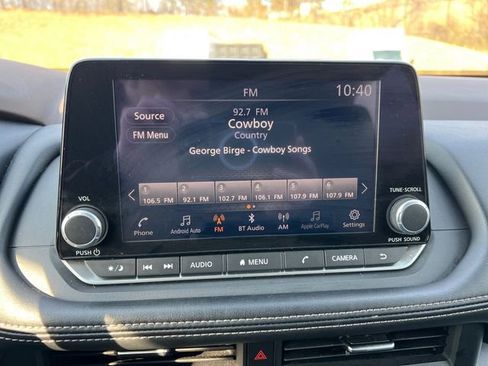 FM
10:40
Source
FM Menu
92.7 FM
Cowboy
Country
George Birge - Cowboy Songs
1 2 3 6 5 6
106.5 FM 92.1 FM 102.7 FM 106.1 FM 107.9 FM 107.9 FM
Phone Android Auto FM BT Audio AM Apple CarPlay Settings
VOL
PUSH
TUNE·SCROLL
PUSH SOUND
AUDIO MENU CAMERA